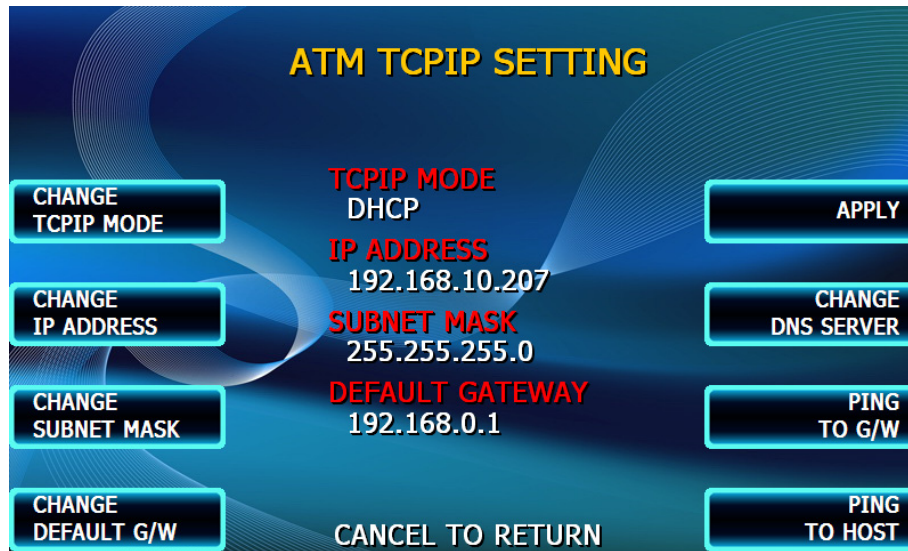 ATM TCPIP SETTING
CHANGE
TCPIP MODE
TCPIP MODE
DHCP
APPLY
IP ADDRESS
192.168.10.207
CHANGE
IP ADDRESS
SUBNET MASK
255.255.255.0
CHANGE
DNS SERVER
CHANGE
SUBNET MASK
DEFAULT GATEWAY
192.168.0.1
PING
TO G/W
CHANGE
DEFAULT G/W
CANCEL TO RETURN
PING
TO HOST